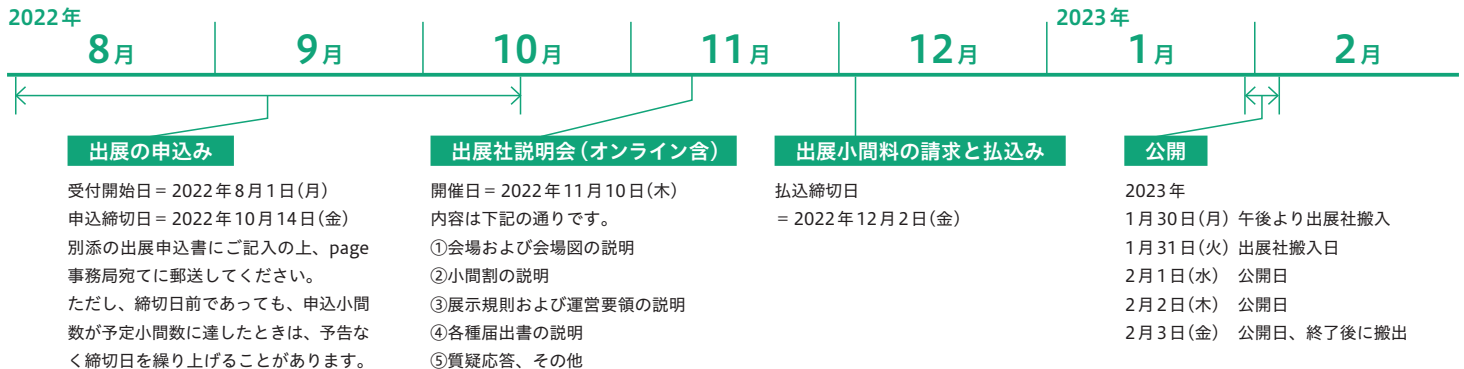 2022年
2023年
8月
9月
10月
11月
12月
1月
2月
出展の申込み
受付開始日＝2022年8月1日（月）
申込締切日＝2022年10月14日（金）
別添の出展申込書にご記入の上、page
事務局宛てに郵送してください。
ただし、締切日前であっても、申込小間
数が予定小間数に達したときは、予告な
く締切日を繰り上げることがあります。
出展社説明会（オンライン含）
開催日＝2022年11月10日（木）
内容は下記の通りです。
①会場および会場図の説明
②小間割の説明
③展示規則および運営要領の説明
④各種届出書の説明
⑤質疑応答、その他
出展小間料の請求と払込み
払込締切日
＝2022年12月2日（金）
公開
2023年
1月30日（月） 午後より出展社搬入
1月31日（火） 出展社搬入日
2月1日（水） 公開日
2月2日（木） 公開日
2月3日（金） 公開日、終了後に搬出